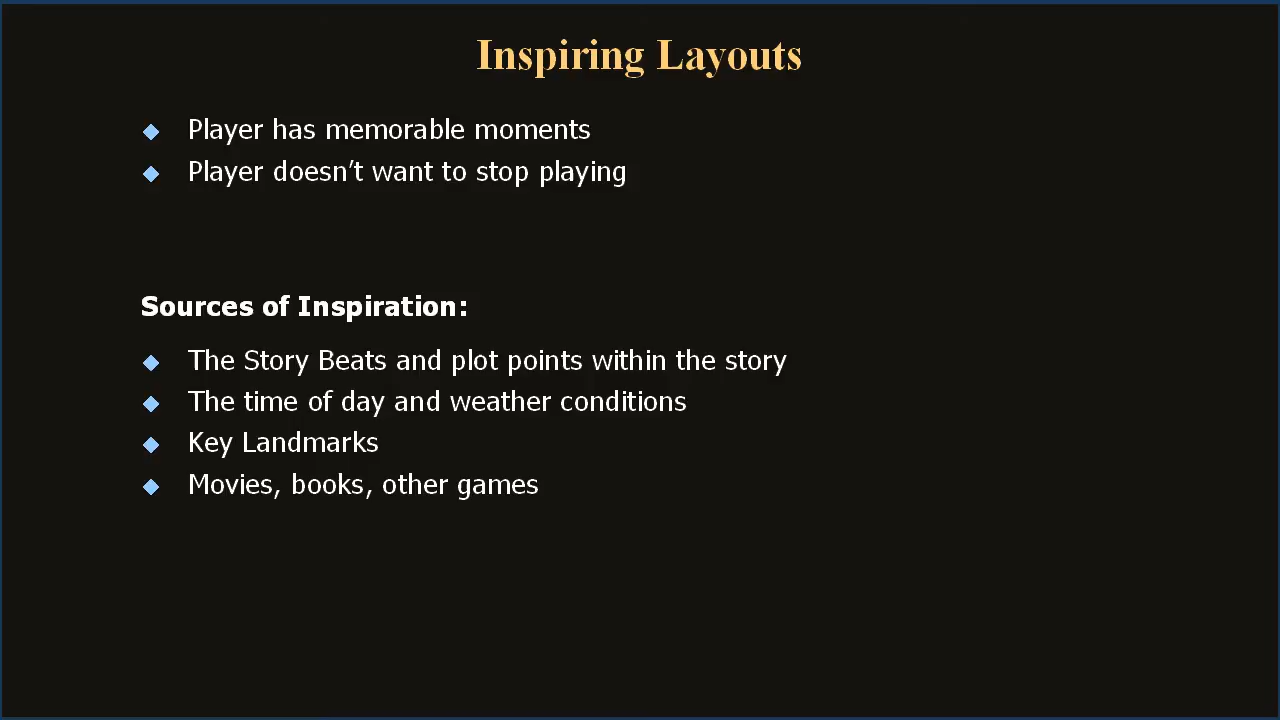 Inspiring Layouts
Player has memorable moments
Player doesn’t want to stop playing
Sources of Inspiration:
The Story Beats and plot points within the story
The time of day and weather conditions
Key Landmarks
Movies, books, other games